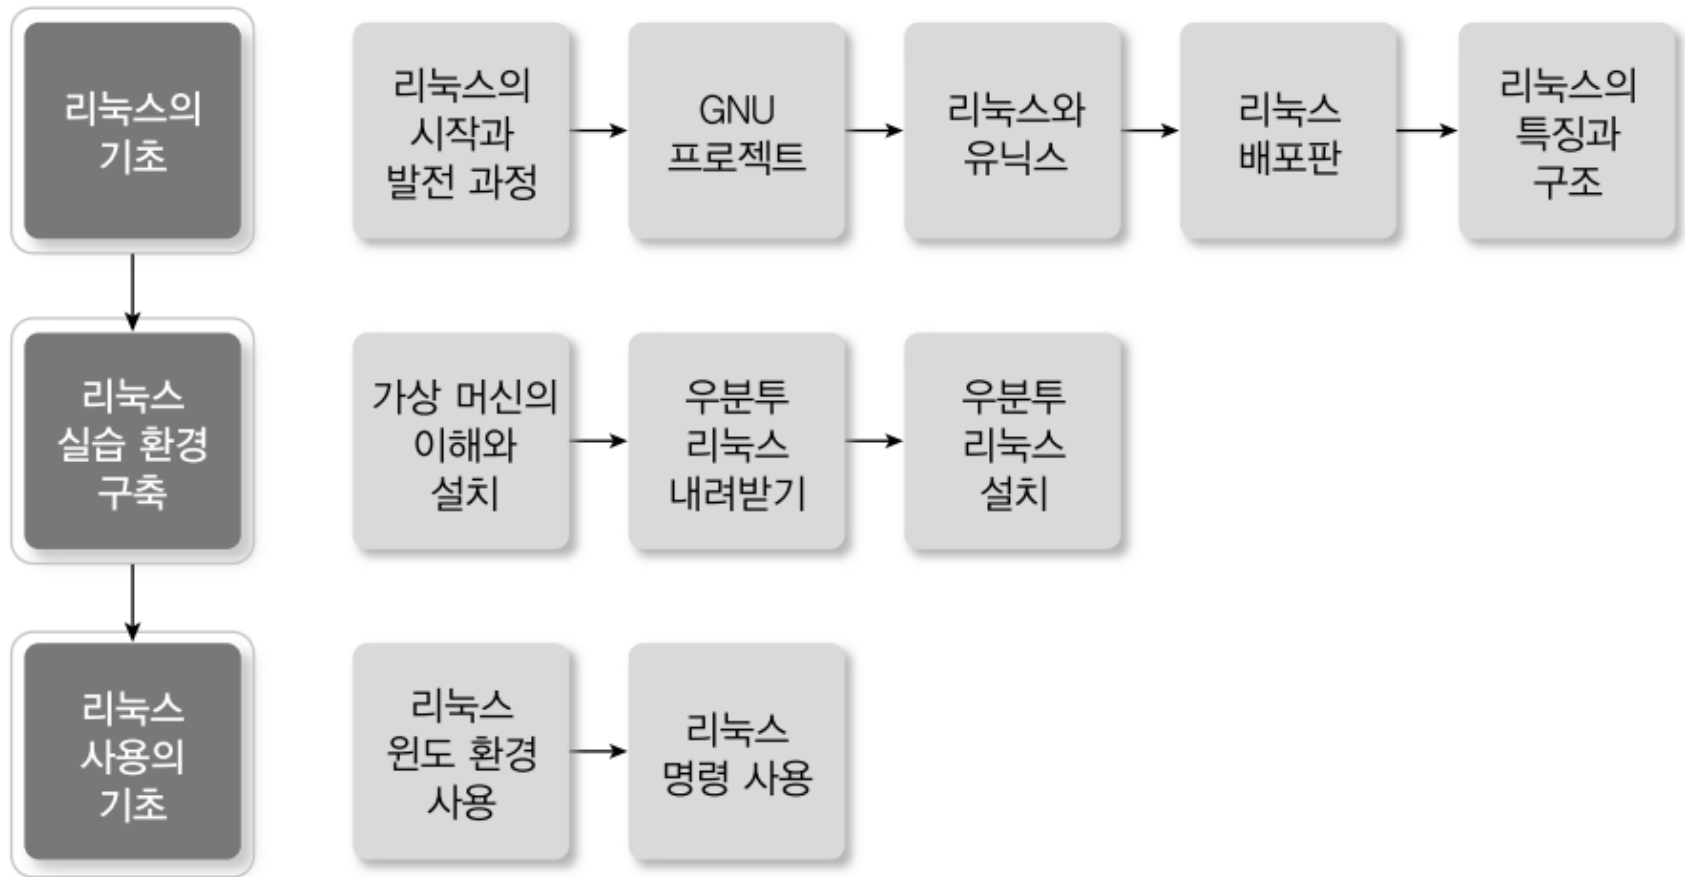 리눅스의
기초
리눅스의
시작과
발전 과정
GNU
프로젝트
리눅스와
유닉스
리눅스
배포판
리눅스의
특징과
구조
리눅스
실습 환경
구축
가상 머신의
이해와
설치
우분투
리눅스
내려받기
우분투
리눅스
설치
리눅스
사용의
기초
리눅스
윈도 환경
사용
리눅스
명령 사용